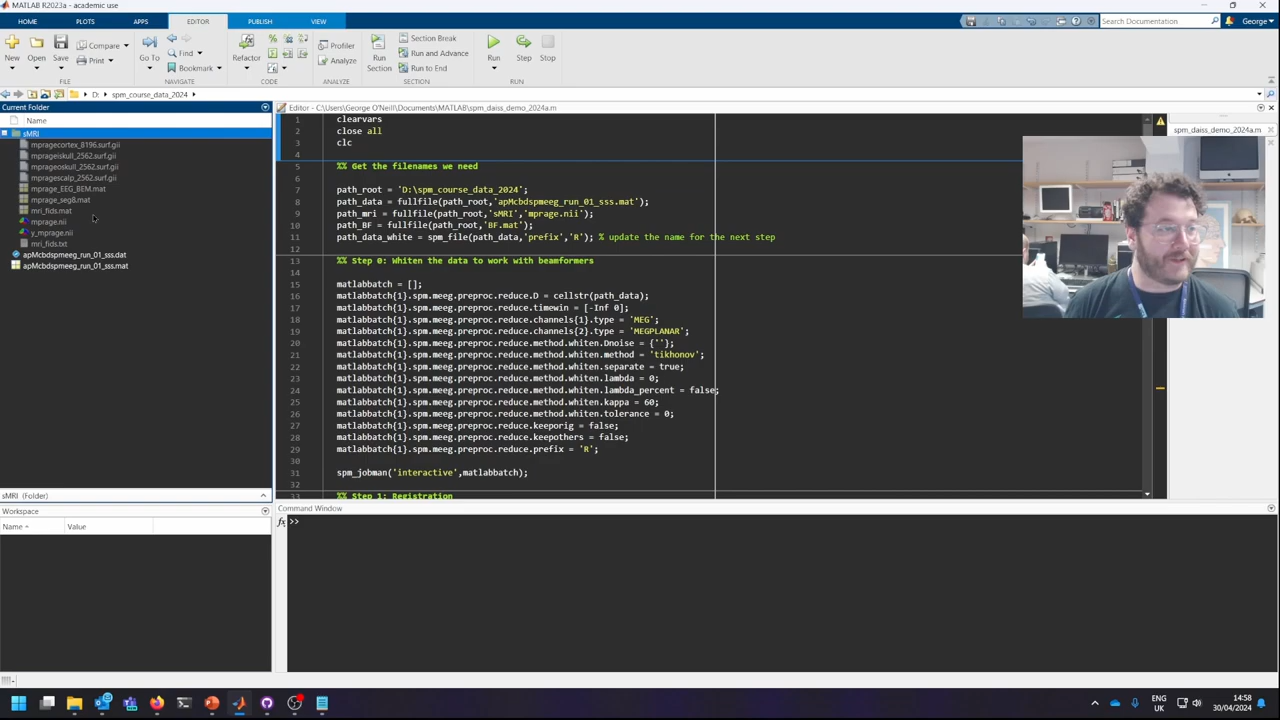 MATLAB R2023a - academic use
HOME PLOTS APPS EDITOR PUBLISH VIEW Search Documentation George
New Open Save Compare Print Go To Find Bookmark Refactor Profiler Analyze Run Section Section Break Run and Advance Run to End Run Step Stop
FILE NAVIGATE CODE ANALYZE SECTION RUN
D: spm_course_data_2024
Current Folder
Name
sMRI
mpragecortex_8196.surf.gii
mprageiskull_2562.surf.gii
mprageoskull_2562.surf.gii
mpragescalp_2562.surf.gii
mprage_EEG_BEM.mat
mprage_seg8.mat
mri_fids.mat
mprage.nii
y_mprage.nii
mri_fids.txt
apMcbdspmeeg_run_01_sss.dat
apMcbdspmeeg_run_01_sss.mat
sMRI (Folder)
Workspace
Name Value
Editor - C:\Users\George O'Neill\Documents\MATLAB\spm_daiss_demo_2024a.m
spm_daiss_demo_2024a.m
1 clearvars
2 close all
3 clc
4
5 %% Get the filenames we need
6
7 path_root = 'D:\spm_course_data_2024';
8 path_data = fullfile(path_root,'apMcbdspmeeg_run_01_sss.mat');
9 path_mri = fullfile(path_root,'sMRI','mprage.nii');
10 path_BF = fullfile(path_root,'BF.mat');
11 path_data_white = spm_file(path_data,'prefix','R'); % update the name for the next step
12
13 %% Step 0: Whiten the data to work with beamformers
14
15 matlabbatch = [];
16 matlabbatch{1}.spm.meeg.preproc.reduce.D = cellstr(path_data);
17 matlabbatch{1}.spm.meeg.preproc.reduce.timewin = [-Inf 0];
18 matlabbatch{1}.spm.meeg.preproc.reduce.channels{1}.type = 'MEG';
19 matlabbatch{1}.spm.meeg.preproc.reduce.channels{2}.type = 'MEGPLANAR';
20 matlabbatch{1}.spm.meeg.preproc.reduce.method.whiten.Dnoise = {''};
21 matlabbatch{1}.spm.meeg.preproc.reduce.method.whiten.method = 'tikhonov';
22 matlabbatch{1}.spm.meeg.preproc.reduce.method.whiten.separate = true;
23 matlabbatch{1}.spm.meeg.preproc.reduce.method.whiten.lambda = 0;
24 matlabbatch{1}.spm.meeg.preproc.reduce.method.whiten.lambda_percent = false;
25 matlabbatch{1}.spm.meeg.preproc.reduce.method.whiten.kappa = 60;
26 matlabbatch{1}.spm.meeg.preproc.reduce.method.whiten.tolerance = 0;
27 matlabbatch{1}.spm.meeg.preproc.reduce.keeporig = false;
28 matlabbatch{1}.spm.meeg.preproc.reduce.keepothers = false;
29 matlabbatch{1}.spm.meeg.preproc.reduce.prefix = 'R';
30
31 spm_jobman('interactive',matlabbatch);
32
33 %% Step 1: Registration
Command Window
fx >>
ENG
UK
14:58
30/04/2024